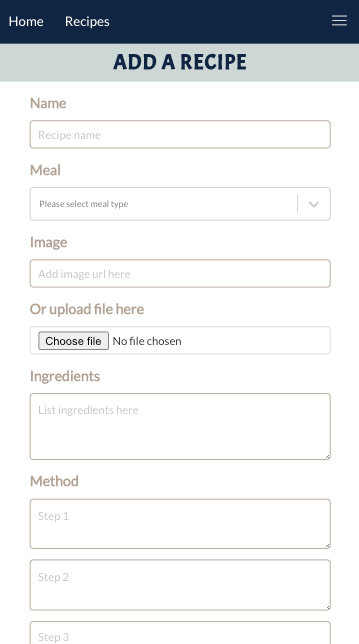 Home Recipes
ADD A RECIPE
Name
Recipe name
Meal
Please select meal type
Image
Add image url here
Or upload file here
Choose file No file chosen
Ingredients
List ingredients here
Method
Step 1
Step 2
Step 3